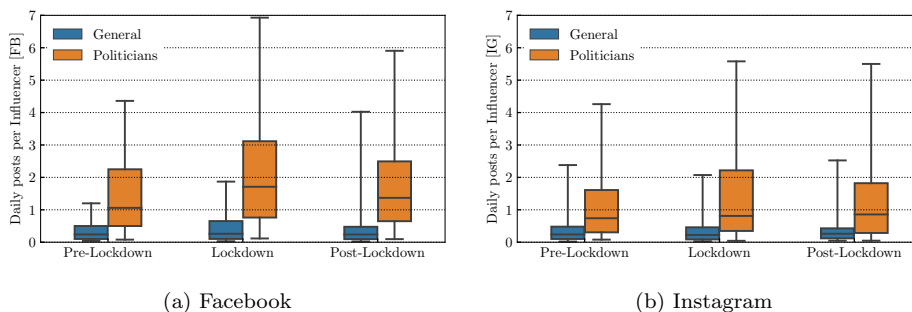 Daily posts per Influencer [FB]
7
6
5
4
3
2
1
0
General
Politicians
Pre-Lockdown Lockdown Post-Lockdown
(a) Facebook
Daily posts per Influencer [IG]
7
6
5
4
3
2
1
0
General
Politicians
Pre-Lockdown Lockdown Post-Lockdown
(b) Instagram